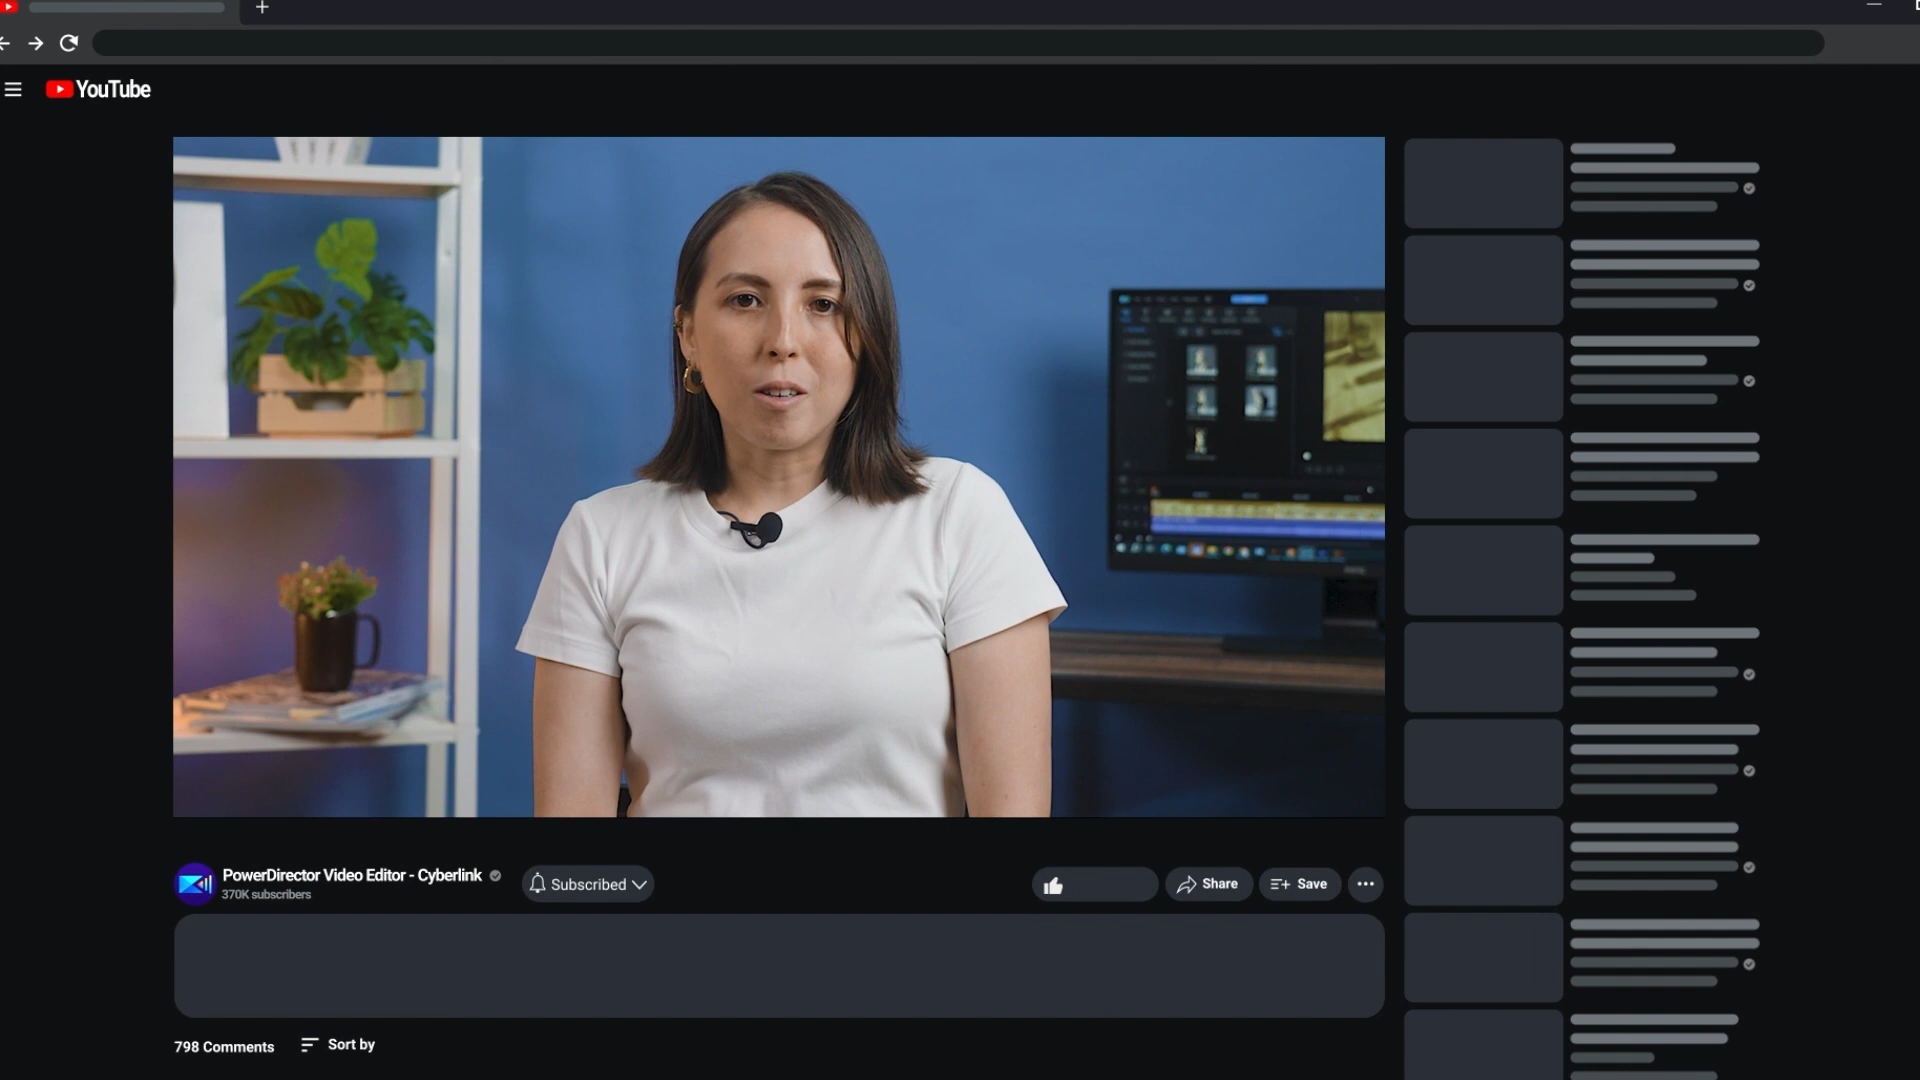 YouTube
PowerDirector Video Editor - Cyberlink
370K subscribers
Subscribed
Share
Save
798 Comments
Sort by